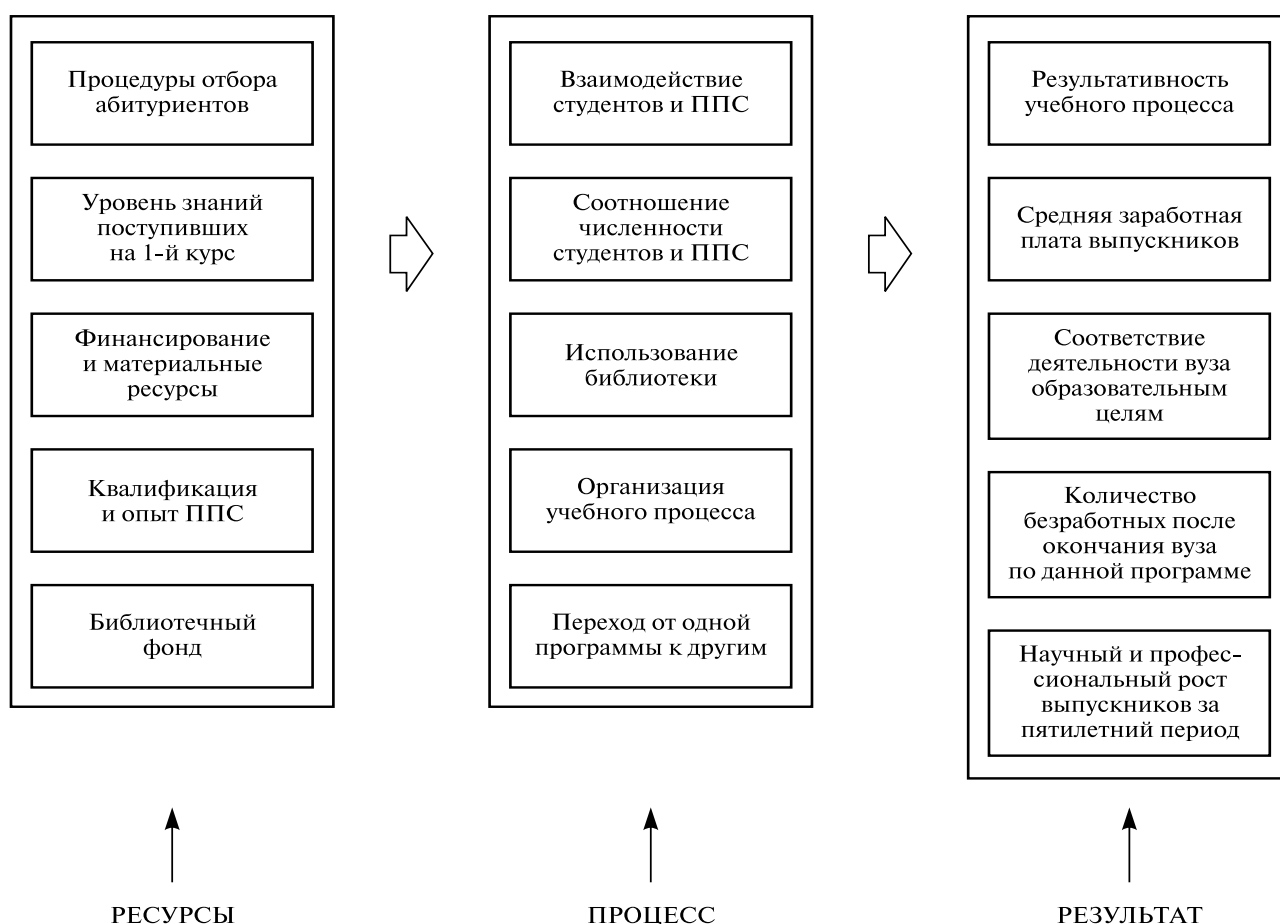 Процедуры отбора
абитуриентов
Уровень знаний
поступивших
на 1-й курс
Финансирование
и материальные
ресурсы
Квалификация
и опыт ППС
Библиотечный
фонд
РЕСУРСЫ
Взаимодействие
студентов и ППС
Соотношение
численности
студентов и ППС
Использование
библиотеки
Организация
учебного процесса
Переход от одной
программы к другим
ПРОЦЕСС
Результативность
учебного процесса
Средняя заработная
плата выпускников
Соответствие
деятельности вуза
образовательным
целям
Количество
безработных после
окончания вуза
по данной программе
Научный и профес-
сиональный рост
выпускников за
пятилетний период
РЕЗУЛЬТАТ